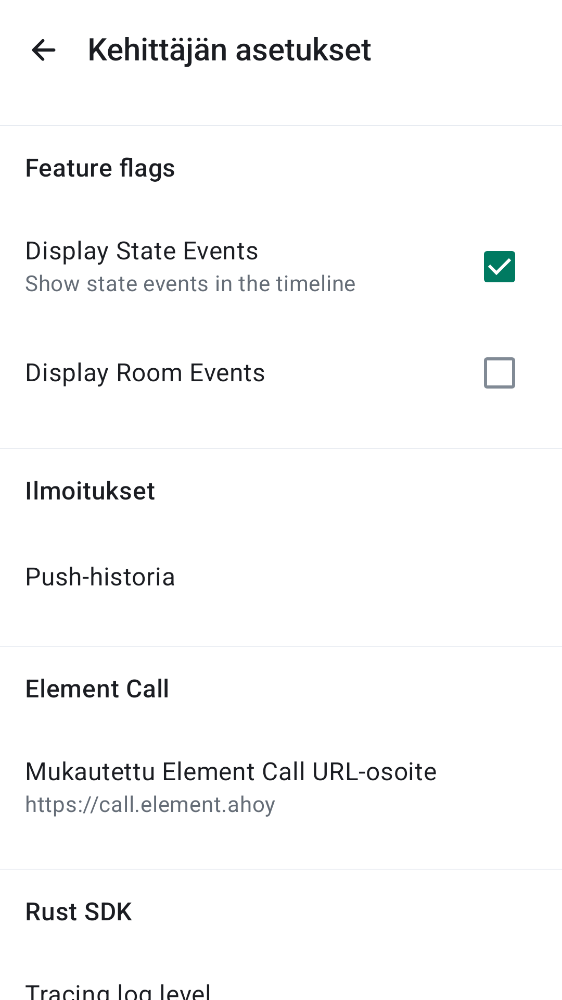 Kehittäjän asetukset
Feature flags
Display State Events
Show state events in the timeline
Display Room Events
Ilmoitukset
Push-historia
Element Call
Mukautettu Element Call URL-osoite
https://call.element.ahoy
Rust SDK
Tracing log level